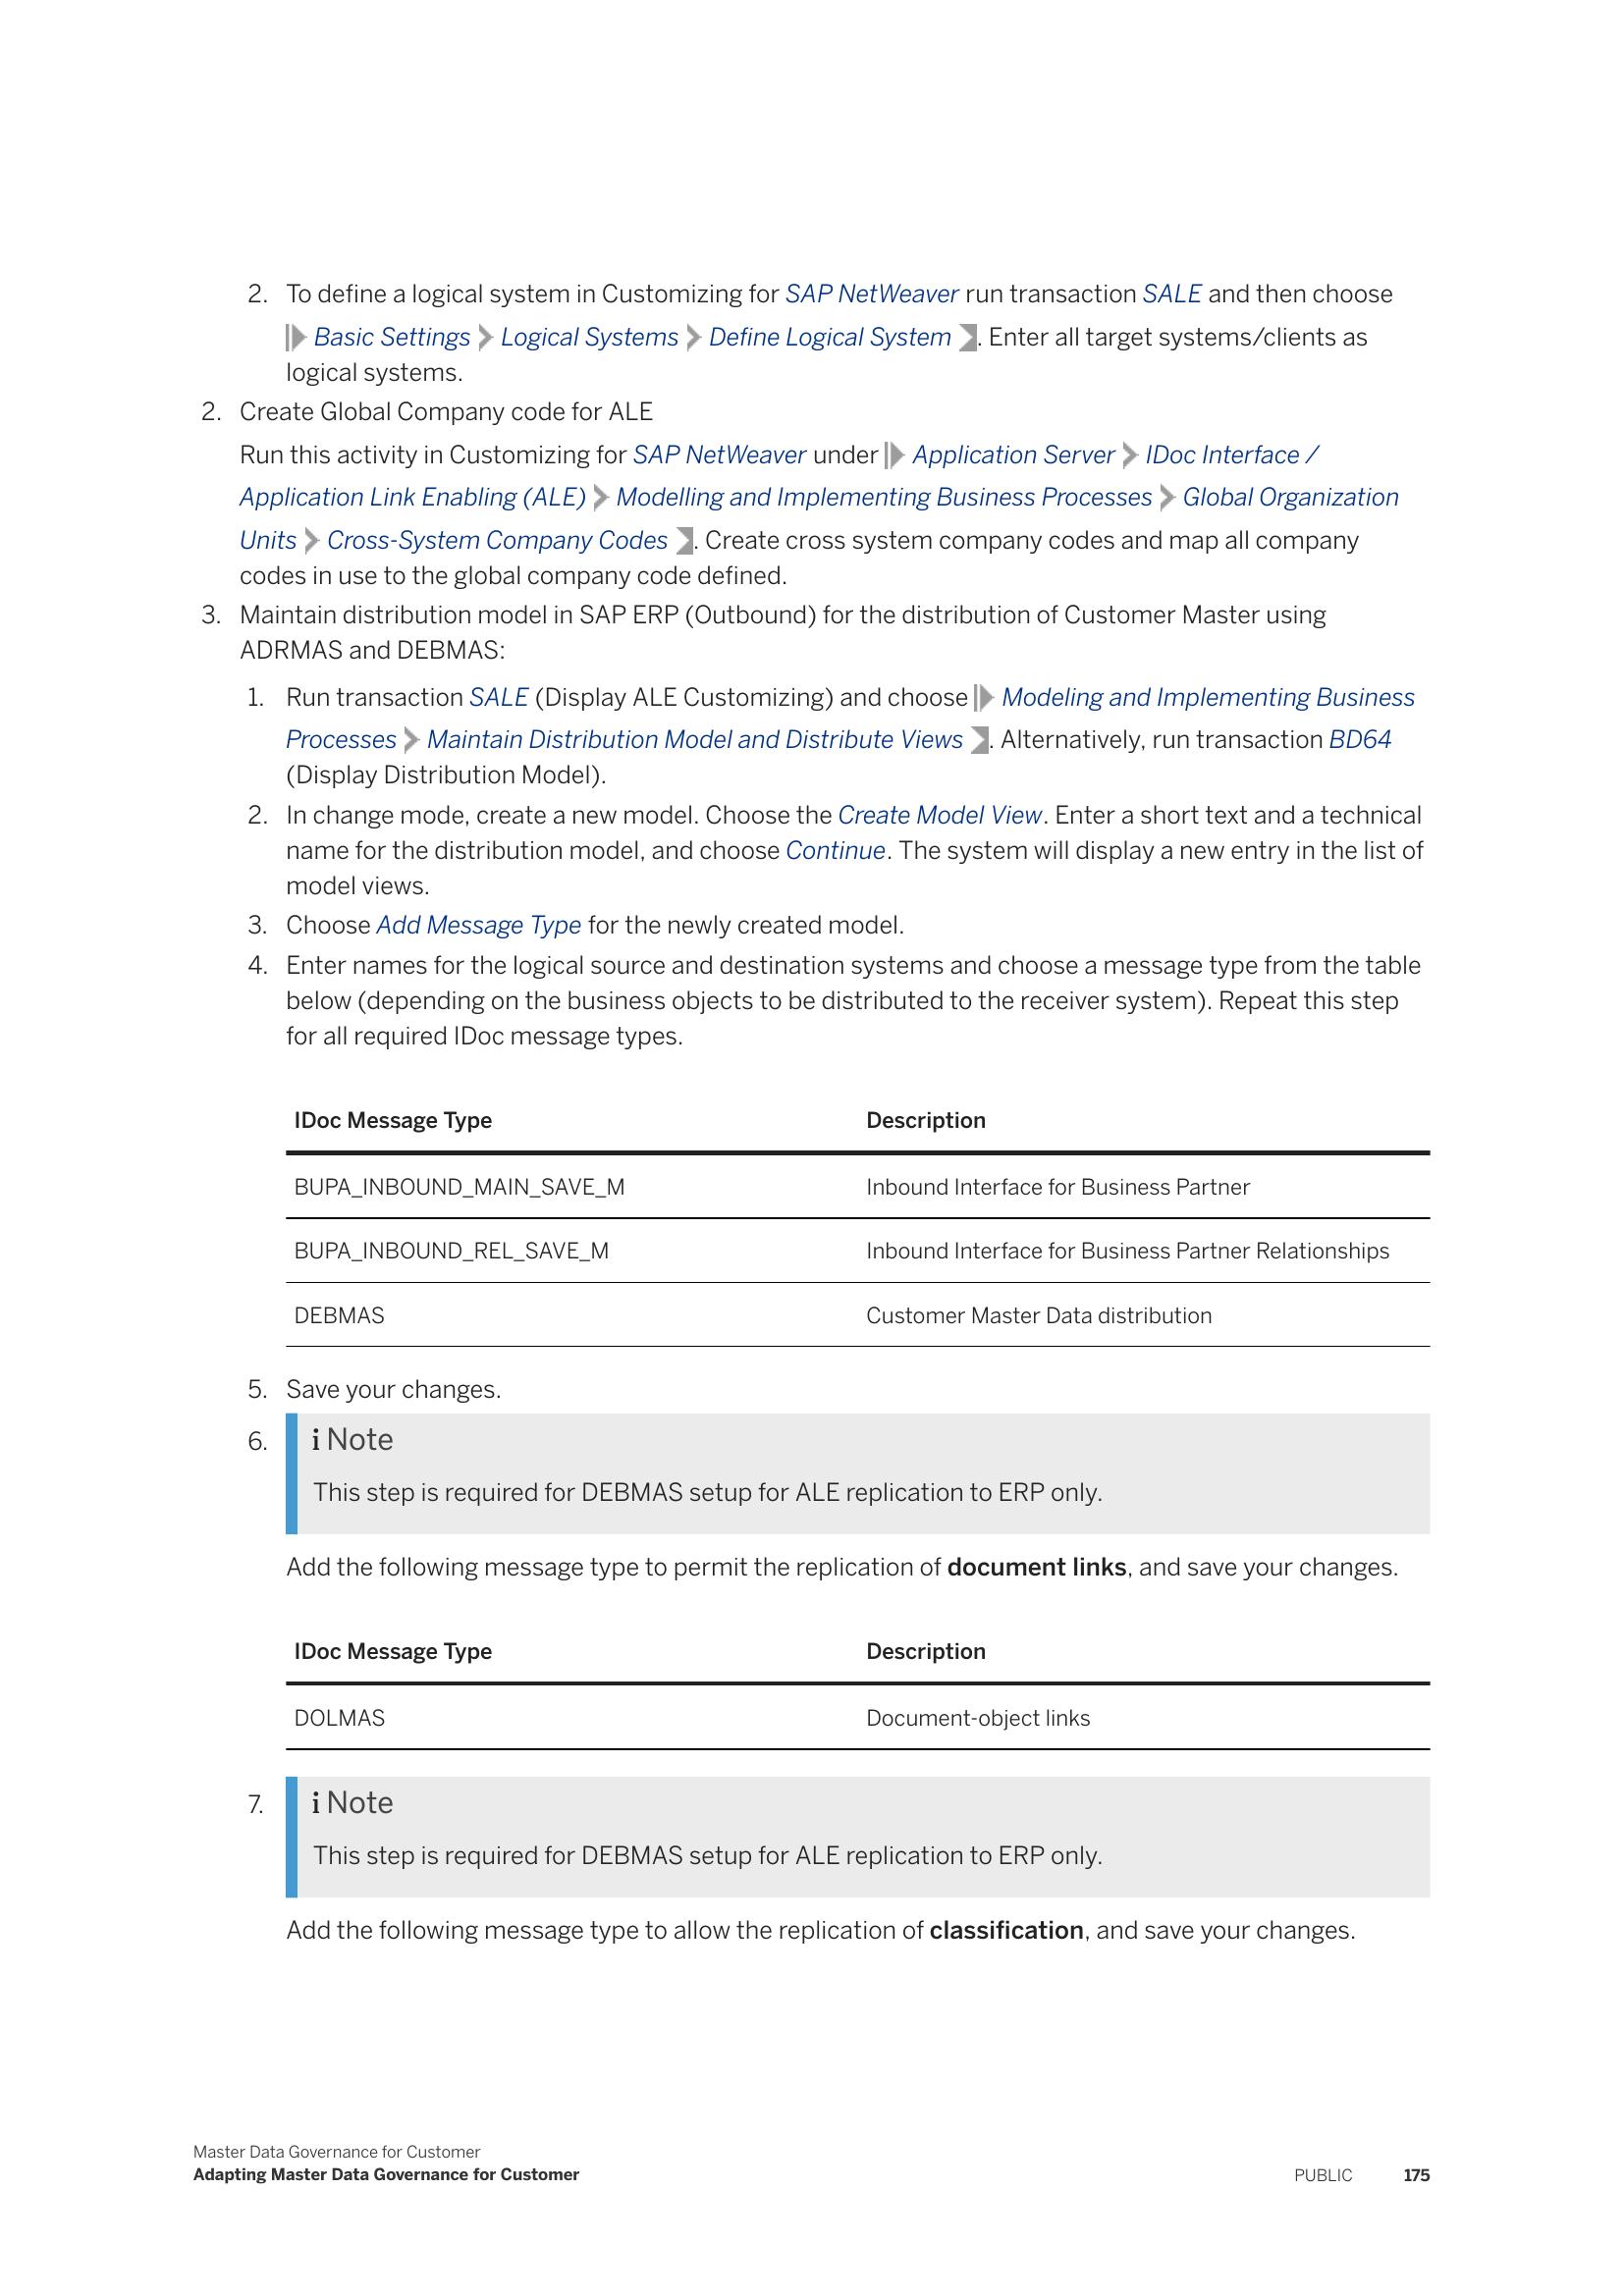 2. To define a logical system in Customizing for SAP NetWeaver run transaction SALE and then choose
Basic Settings Logical Systems Define Logical System . Enter all target systems/clients as
logical systems.
2. Create Global Company code for ALE
Run this activity in Customizing for SAP NetWeaver under Application Server IDoc Interface /
Application Link Enabling (ALE) Modelling and Implementing Business Processes Global Organization
Units Cross-System Company Codes . Create cross system company codes and map all company
codes in use to the global company code defined.
3. Maintain distribution model in SAP ERP (Outbound) for the distribution of Customer Master using
ADRMAS and DEBMAS:
1. Run transaction SALE (Display ALE Customizing) and choose Modeling and Implementing Business
Processes Maintain Distribution Model and Distribute Views . Alternatively, run transaction BD64
(Display Distribution Model).
2. In change mode, create a new model. Choose the Create Model View. Enter a short text and a technical
name for the distribution model, and choose Continue. The system will display a new entry in the list of
model views.
3. Choose Add Message Type for the newly created model.
4. Enter names for the logical source and destination systems and choose a message type from the table
below (depending on the business objects to be distributed to the receiver system). Repeat this step
for all required IDoc message types.
IDoc Message Type Description
BUPA_INBOUND_MAIN_SAVE_M Inbound Interface for Business Partner
BUPA_INBOUND_REL_SAVE_M Inbound Interface for Business Partner Relationships
DEBMAS Customer Master Data distribution
5. Save your changes.
6. i Note
This step is required for DEBMAS setup for ALE replication to ERP only.
Add the following message type to permit the replication of document links, and save your changes.
IDoc Message Type Description
DOLMAS Document-object links
7. i Note
This step is required for DEBMAS setup for ALE replication to ERP only.
Add the following message type to allow the replication of classification, and save your changes.
Master Data Governance for Customer
Adapting Master Data Governance for Customer PUBLIC 175